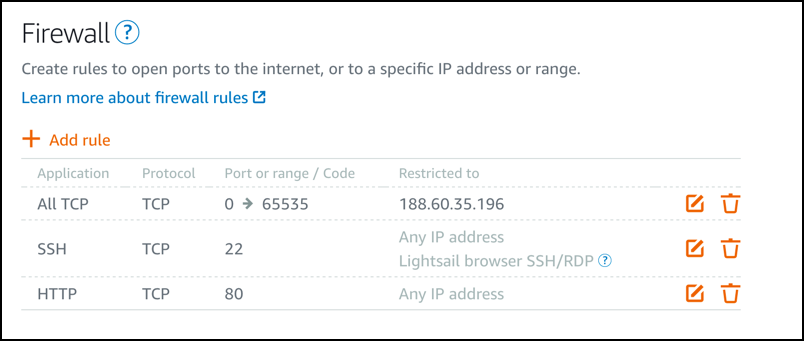 Firewall ?
Create rules to open ports to the internet, or to a specific IP address or range.
Learn more about firewall rules
+ Add rule
Application Protocol Port or range / Code Restricted to
All TCP TCP 0 → 65535 188.60.35.196
SSH TCP 22 Any IP address
Lightsail browser SSH/RDP ?
HTTP TCP 80 Any IP address